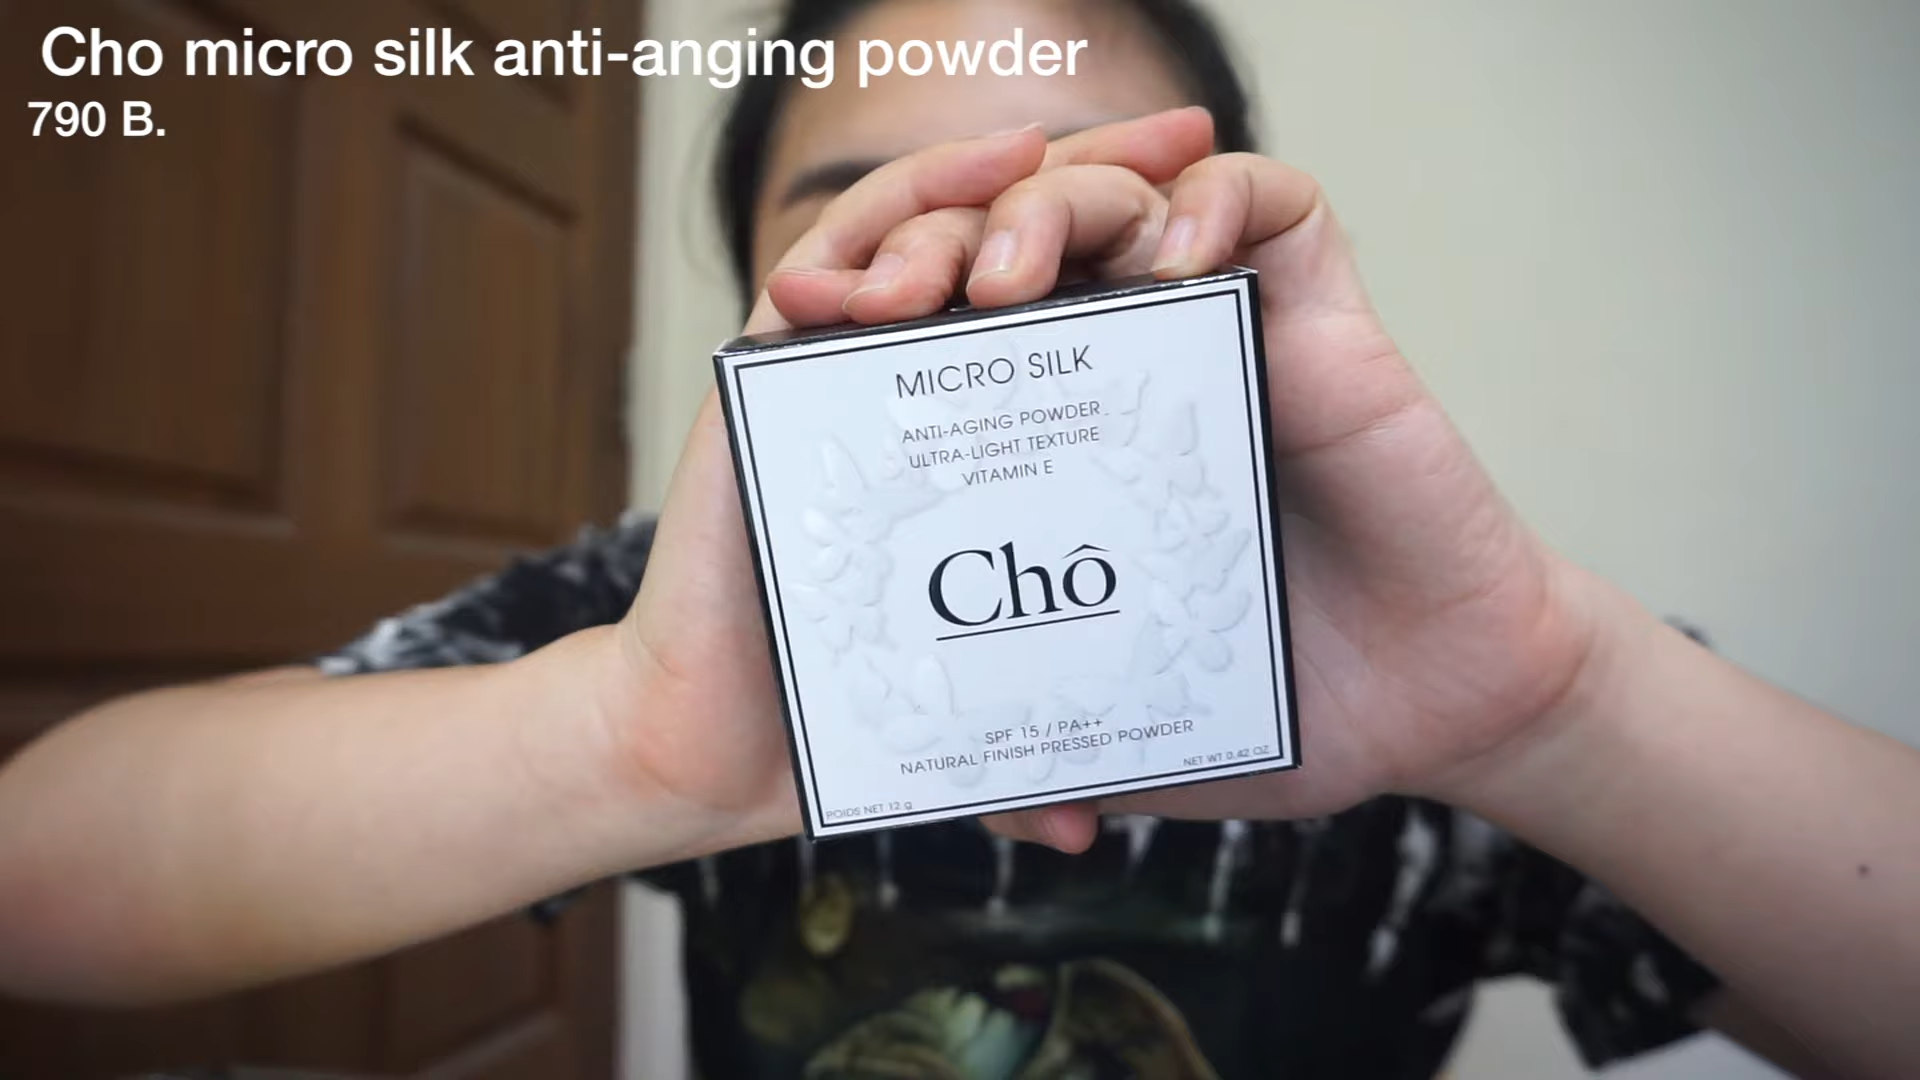 Cho micro silk anti-anging powder
790 B.
MICRO SILK
ANTI-AGING POWDER
ULTRA-LIGHT TEXTURE
VITAMIN E
Chô
SPF 15 / PA++
NATURAL FINISH PRESSED POWDER
NET WT 0.42 OZ.
POIDS NET 12 g